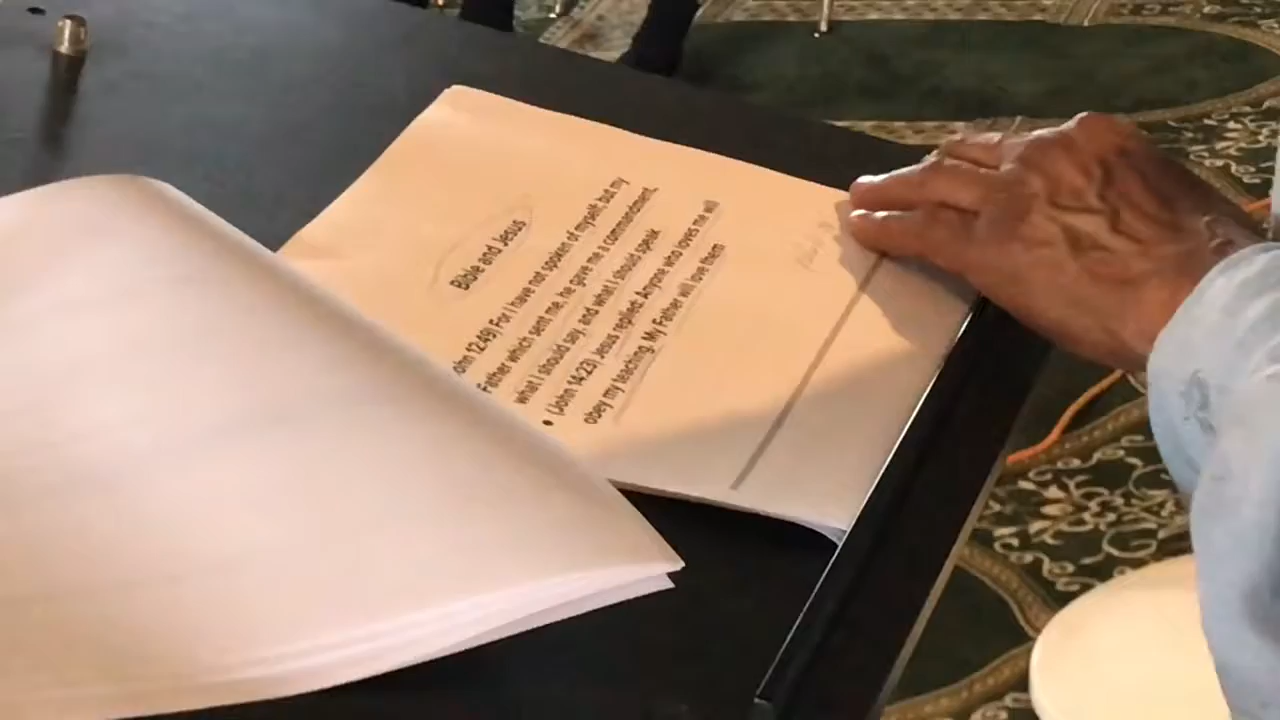 Bible and Jesus
John 12:49) For I have not spoken of myself; but my
Father which sent me, he gave me a commandment,
what I should say, and what I should speak
• (John 14:23) Jesus replied: Anyone who loves me will
obey my teaching. My Father will love them